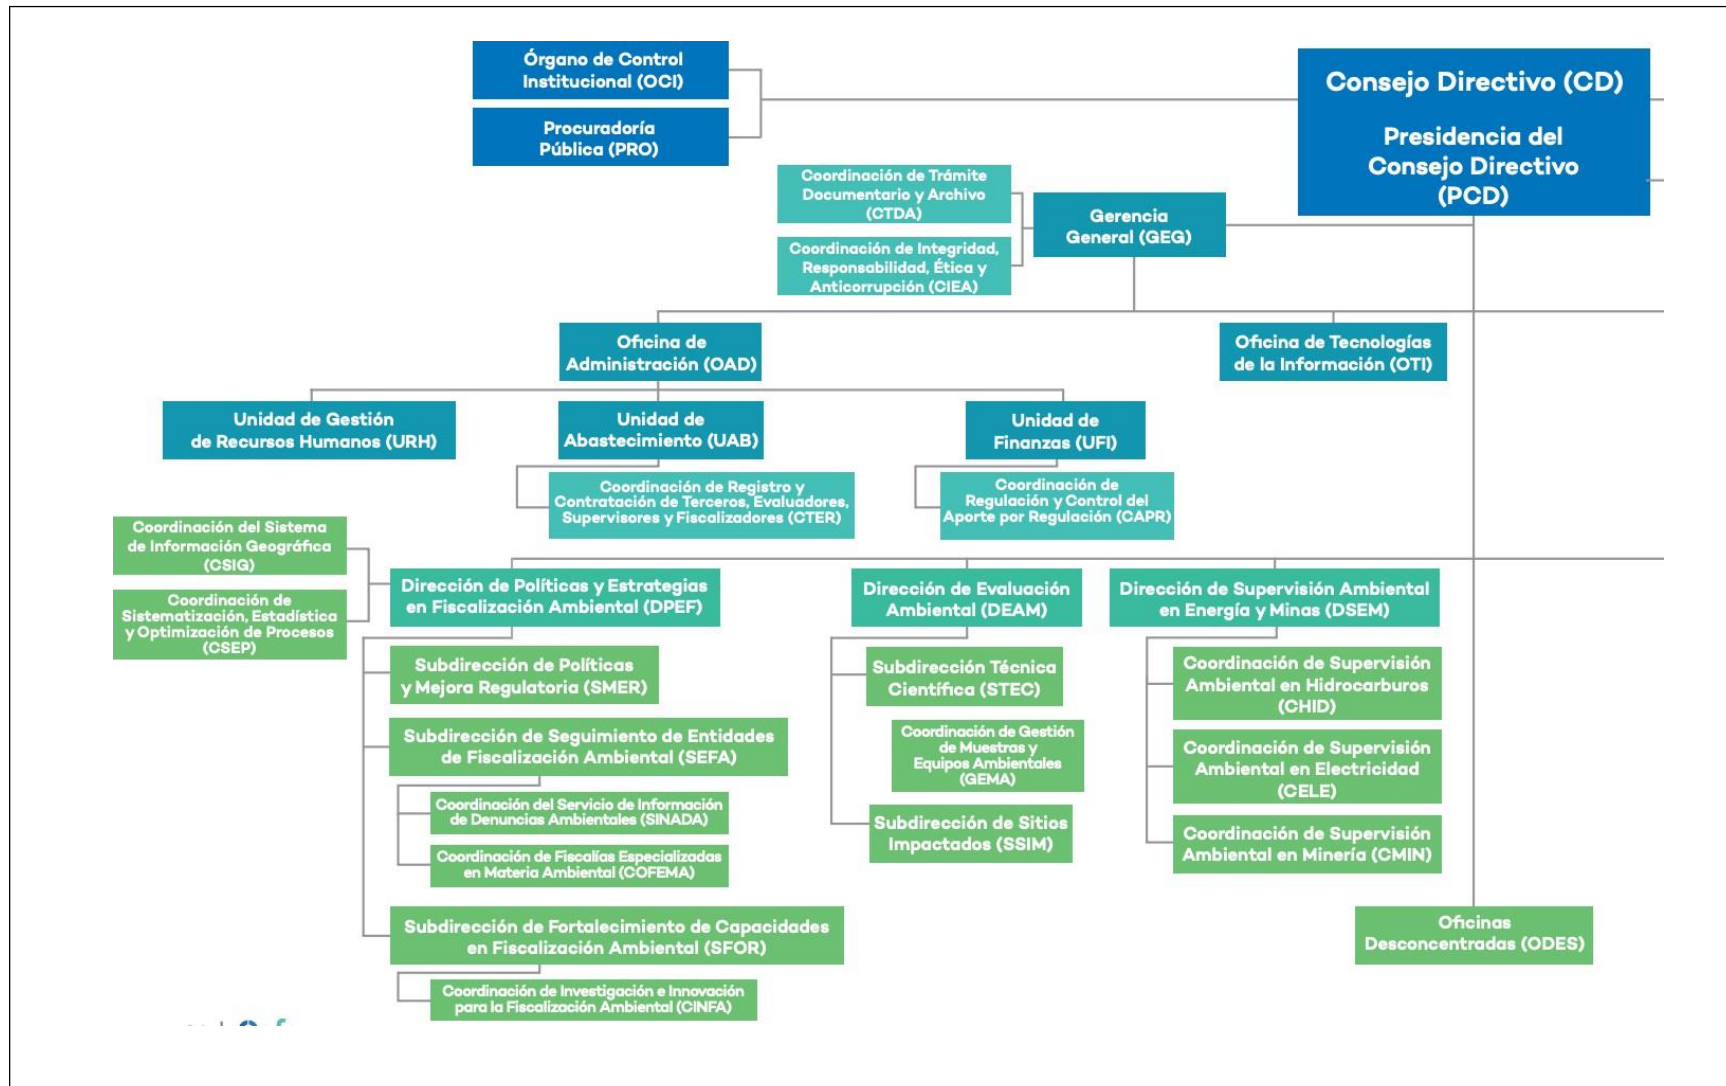 Órgano de Control
Institucional (OCI)
Procuradoría
Pública (PRO)
Consejo Directivo (CD)
Presidencia del
Consejo Directivo
(PCD)
Coordinación de Trámite
Documentario y Archivo
(CTDA)
Coordinación de Integridad,
Responsabilidad, Ética y
Anticorrupción (CIEA)
Gerencia
General (GEG)
Oficina de
Administración (OAD)
Oficina de Tecnologías
de la Información (OTI)
Unidad de Gestión
de Recursos Humanos (URH)
Unidad de
Abastecimiento (UAB)
Unidad de
Finanzas (UFI)
Coordinación de Registro y
Contratación de Terceros, Evaluadores,
Supervisores y Fiscalizadores (CTER)
Coordinación de
Regulación y Control del
Aporte por Regulación (CAPR)
Coordinación del Sistema
de Información Geográfica
(CSIG)
Coordinación de
Sistematización, Estadística
y Optimización de Procesos
(CSEP)
Dirección de Políticas y Estrategias
en Fiscalización Ambiental (DPEF)
Subdirección de Políticas
y Mejora Regulatoria (SMER)
Subdirección de Seguimiento de Entidades
de Fiscalización Ambiental (SEFA)
Coordinación del Servicio de Información
de Denuncias Ambientales (SINADA)
Coordinación de Fiscalías Especializadas
en Materia Ambiental (COFEMA)
Subdirección de Fortalecimiento de Capacidades
en Fiscalización Ambiental (SFOR)
Coordinación de Investigación e Innovación
para la Fiscalización Ambiental (CINFA)
Dirección de Evaluación
Ambiental (DEAM)
Subdirección Técnica
Científica (STEC)
Coordinación de Gestión
de Muestras y
Equipos Ambientales
(GEMA)
Subdirección de Sitios
Impactados (SSIM)
Dirección de Supervisión Ambiental
en Energía y Minas (DSEM)
Coordinación de Supervisión
Ambiental en Hidrocarburos
(CHID)
Coordinación de Supervisión
Ambiental en Electricidad
(CELE)
Coordinación de Supervisión
Ambiental en Minería (CMIN)
Oficinas
Desconcentradas (ODES)